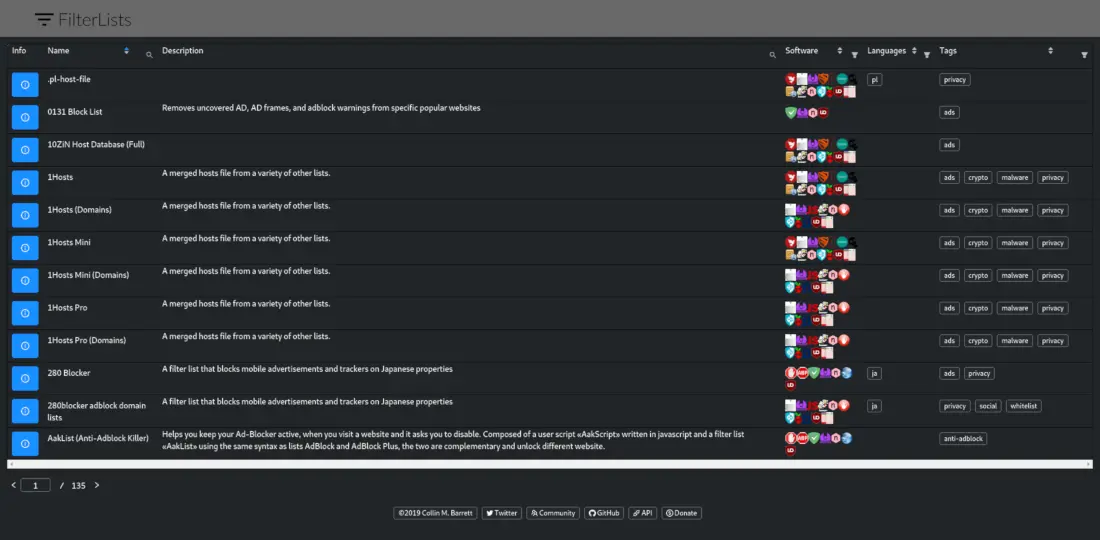 FilterLists
Info Name Description Software Languages Tags
.pl-host-file pl privacy
0131 Block List Removes uncovered AD, AD frames, and adblock warnings from specific popular websites ads
10ZiN Host Database (Full) ads
1Hosts A merged hosts file from a variety of other lists. ads crypto malware privacy
1Hosts (Domains) A merged hosts file from a variety of other lists. ads crypto malware privacy
1Hosts Mini A merged hosts file from a variety of other lists. ads crypto malware privacy
1Hosts Mini (Domains) A merged hosts file from a variety of other lists. ads crypto malware privacy
1Hosts Pro A merged hosts file from a variety of other lists. ads crypto malware privacy
1Hosts Pro (Domains) A merged hosts file from a variety of other lists. ads crypto malware privacy
280 Blocker A filter list that blocks mobile advertisements and trackers on Japanese properties ja ads privacy
280blocker adblock domain
lists
A filter list that blocks mobile advertisements and trackers on Japanese properties ja privacy social whitelist
AakList (Anti-Adblock Killer) Helps you keep your Ad-Blocker active, when you visit a website and it asks you to disable. Composed of a user script «AakScript» written in javascript and a filter list
«AakList» using the same syntax as lists AdBlock and AdBlock Plus, the two are complementary and unlock different website.
anti-adblock
< 1 / 135 >
©2019 Collin M. Barrett Twitter Community GitHub API Donate